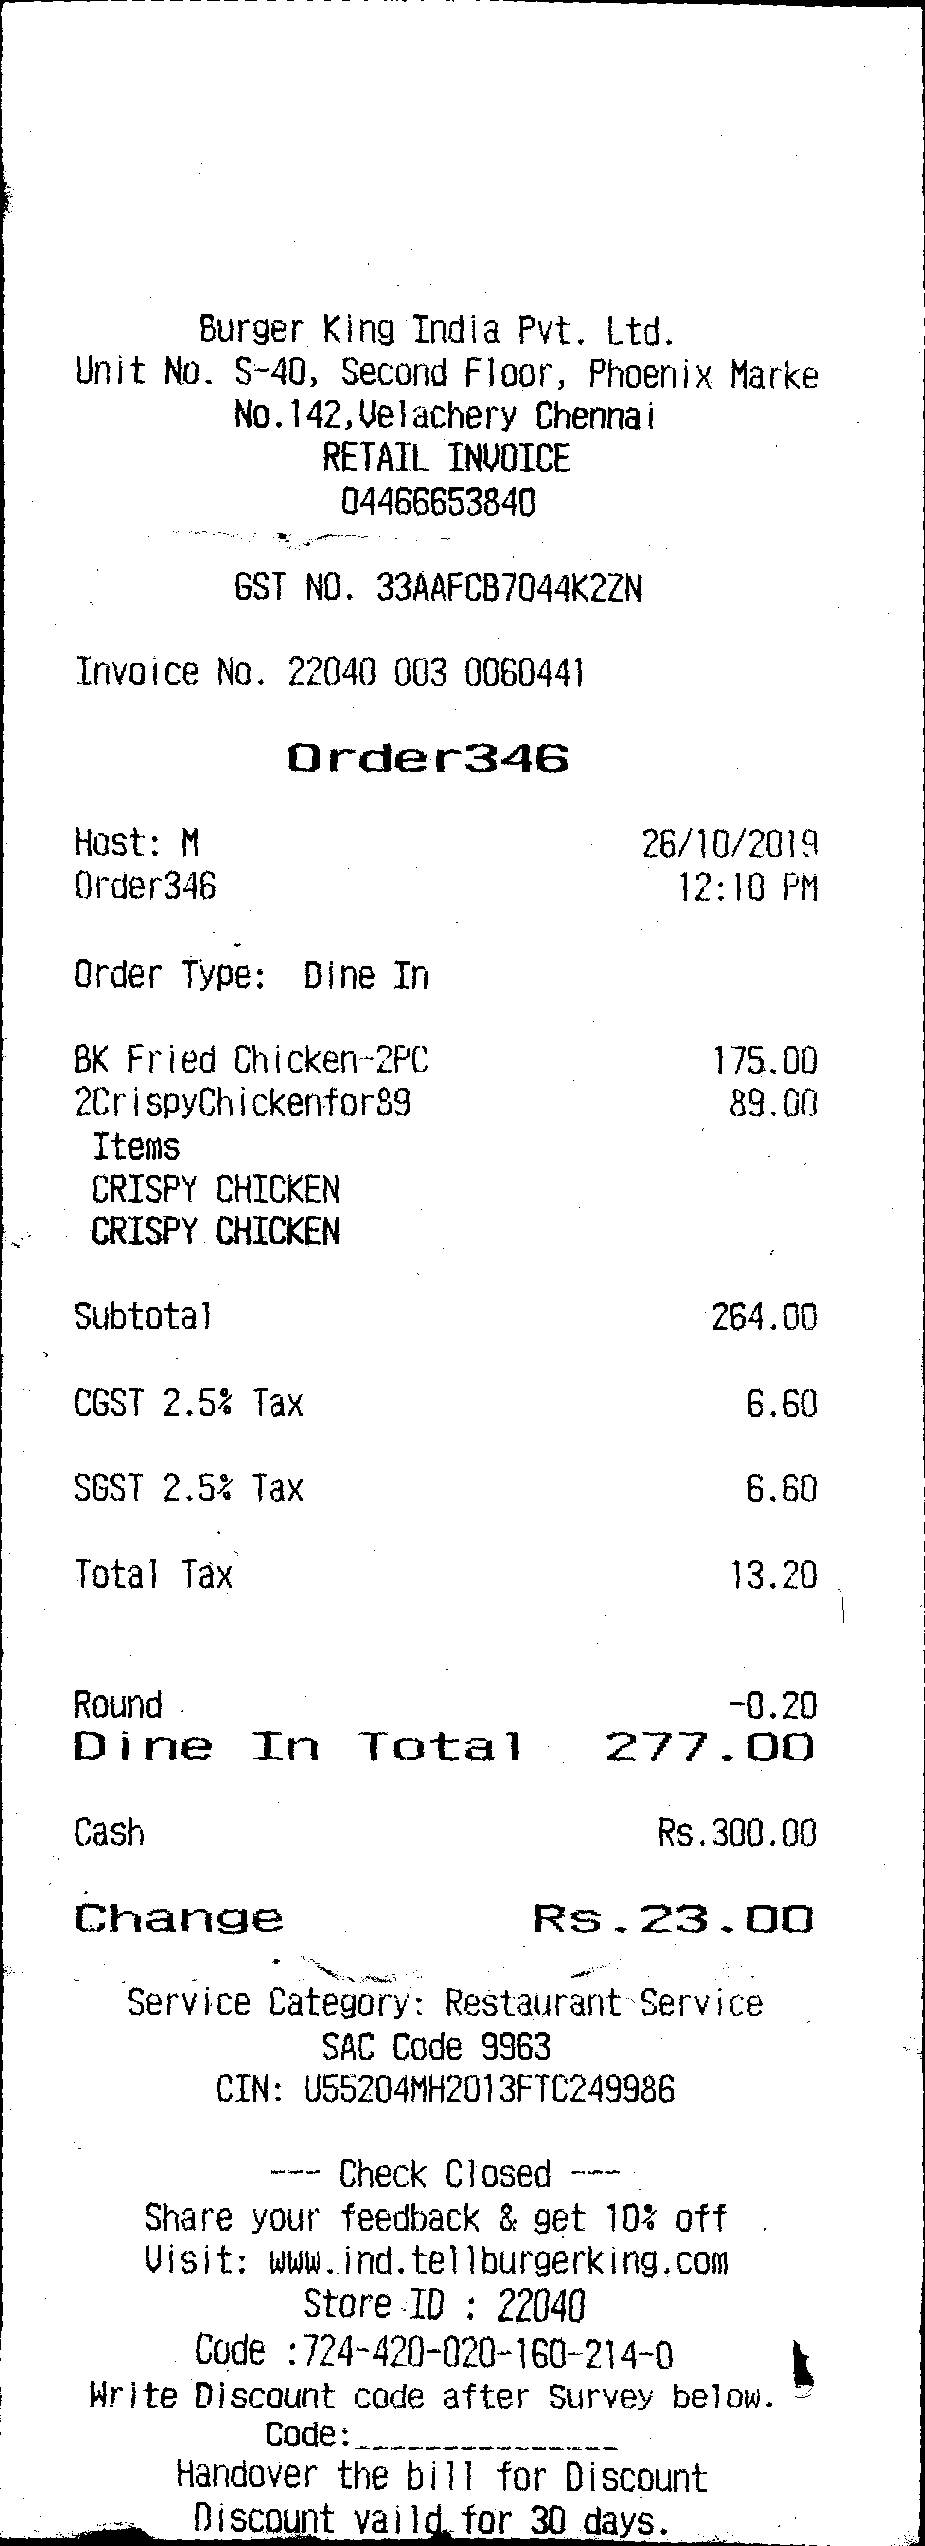 Burger King India Pvt. Ltd.
Unit No. S-40, Second Floor, Phoenix Marke
No.142,Velachery Chennai
RETAIL INVOICE
04466653840
GST NO. 33AAFCB7044K2ZN
Invoice No. 22040 003 0060441
Order346
Host: M 26/10/2019
Order346 12:10 PM
Order Type: Dine In
BK Fried Chicken-2PC 175.00
2CrispyChickenfor89 89.00
Items
CRISPY CHICKEN
CRISPY CHICKEN
Subtotal 264.00
CGST 2.5% Tax 6.60
SGST 2.5% Tax 6.60
Total Tax 13.20
Round -0.20
Dine In Total 277.00
Cash Rs.300.00
Change Rs.23.00
Service Category: Restaurant Service
SAC Code 9963
CIN: U55204MH2013FTC249986
--- Check Closed ---
Share your feedback & get 10% off
Visit: www.ind.tellburgerking.com
Store ID : 22040
Code :724-420-020-160-214-0
Write Discount code after Survey below.
Code:_______________
Handover the bill for Discount
Discount vaild for 30 days.